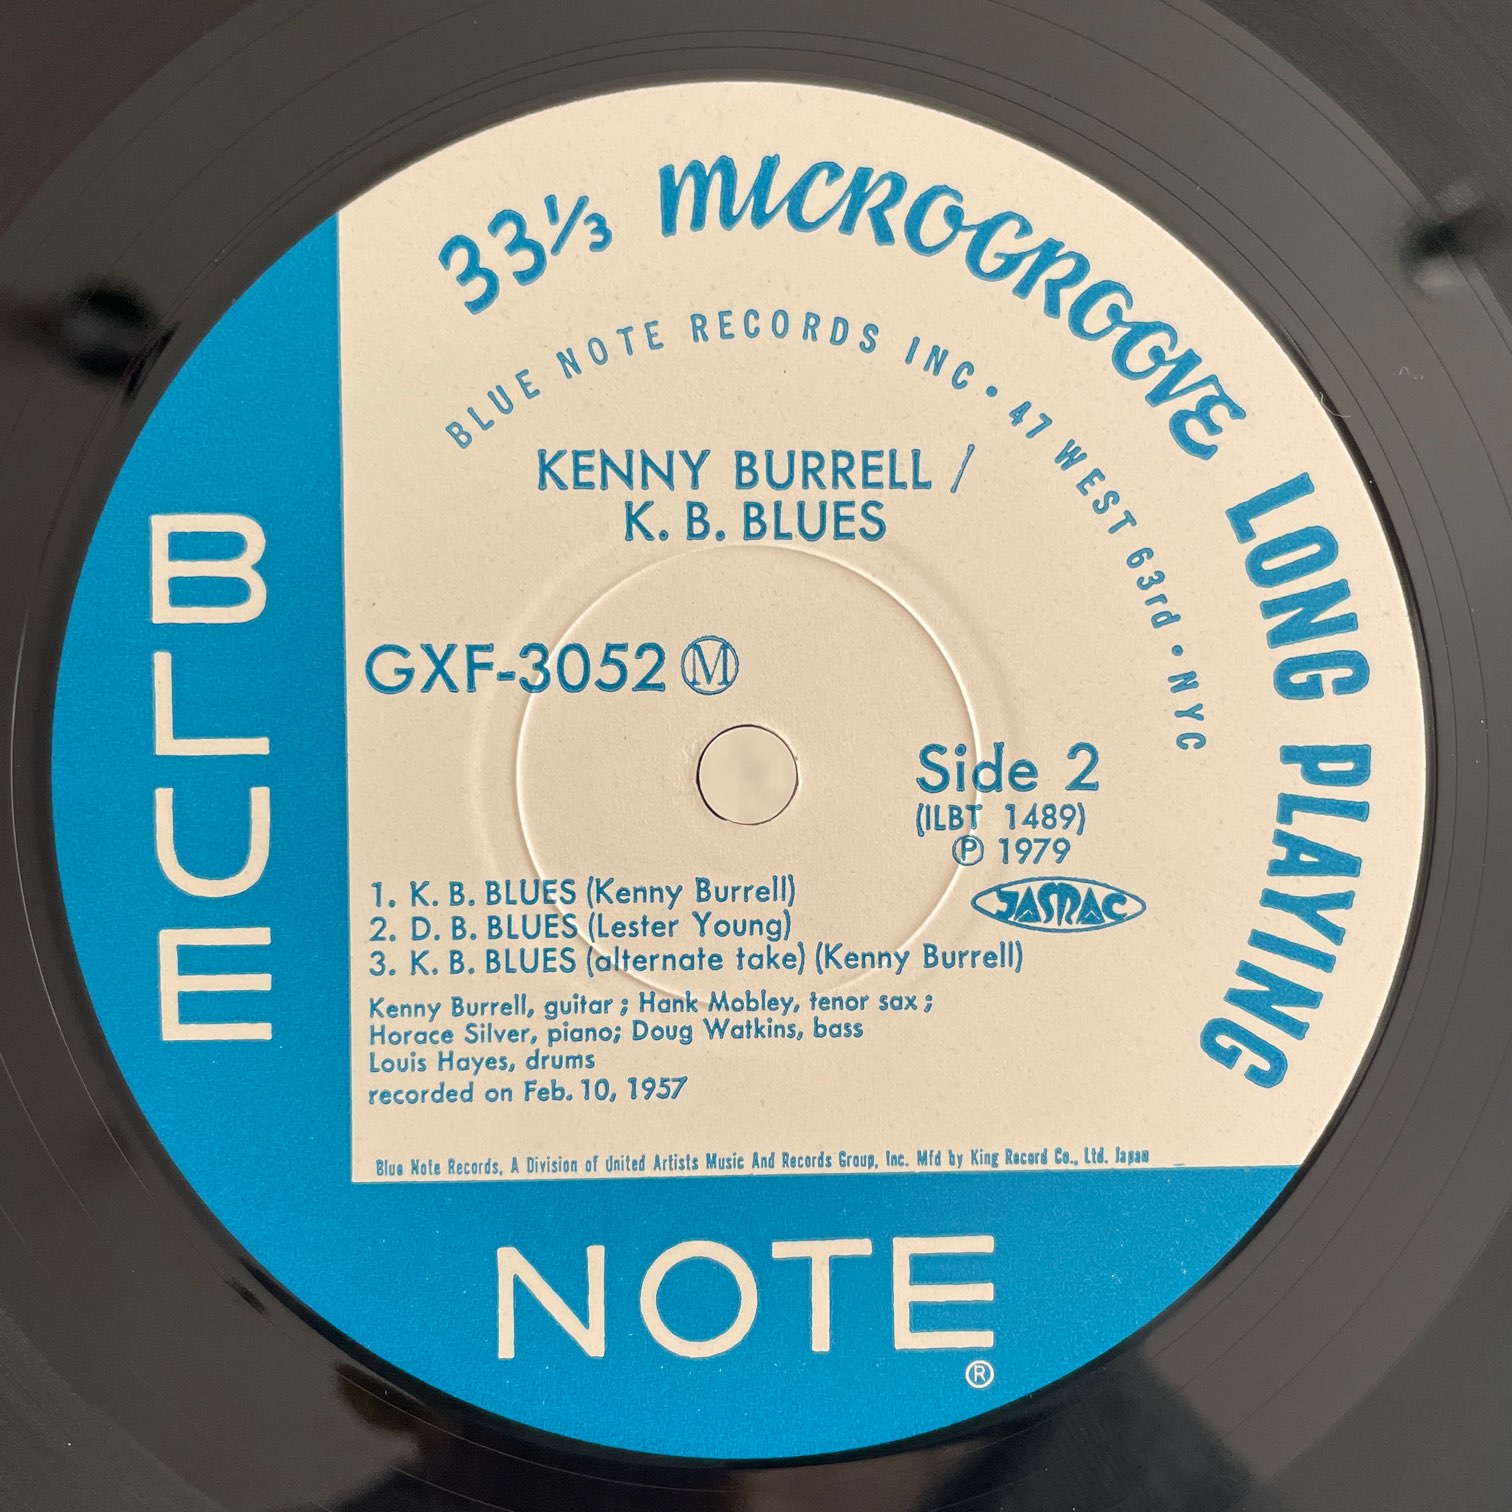 33⅓ MICROGROOVE LONG PLAYING
BLUE NOTE RECORDS INC • 47 WEST 63rd • NYC
KENNY BURRELL /
K. B. BLUES
GXF-3052 Ⓜ
Side 2
(ILBT 1489)
℗ 1979
JASRAC
1. K. B. BLUES (Kenny Burrell)
2. D. B. BLUES (Lester Young)
3. K. B. BLUES (alternate take) (Kenny Burrell)
Kenny Burrell, guitar ; Hank Mobley, tenor sax ;
Horace Silver, piano; Doug Watkins, bass
Louis Hayes, drums
recorded on Feb. 10, 1957
Blue Note Records, A Division of United Artists Music And Records Group, Inc. Mfd by King Record Co., Ltd. Japan
BLUE
NOTE
®